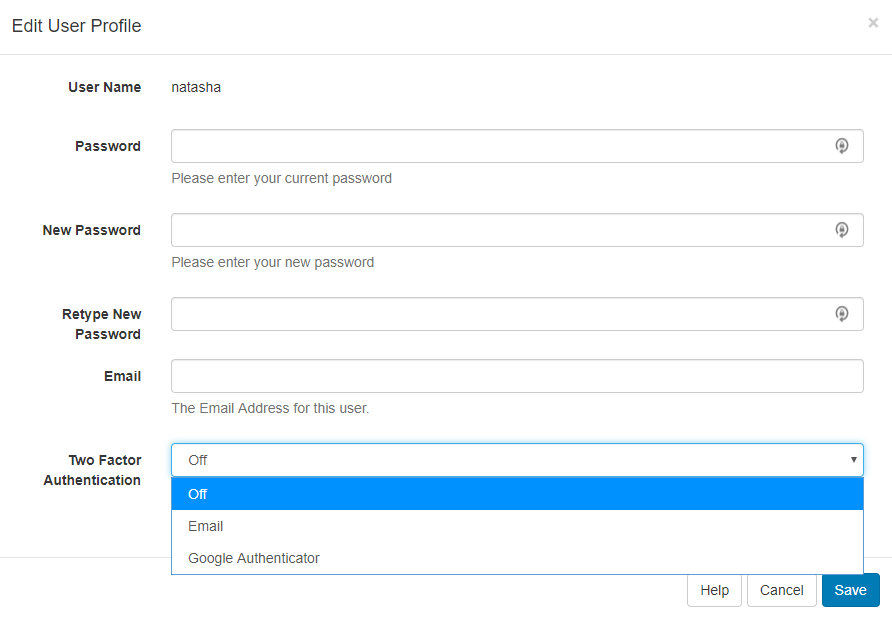 Edit User Profile ×
User Name natasha
Password
Please enter your current password
New Password
Please enter your new password
Retype New
Password
Email
The Email Address for this user.
Two Factor
Authentication
Off
Off
Email
Google Authenticator
Help Cancel Save